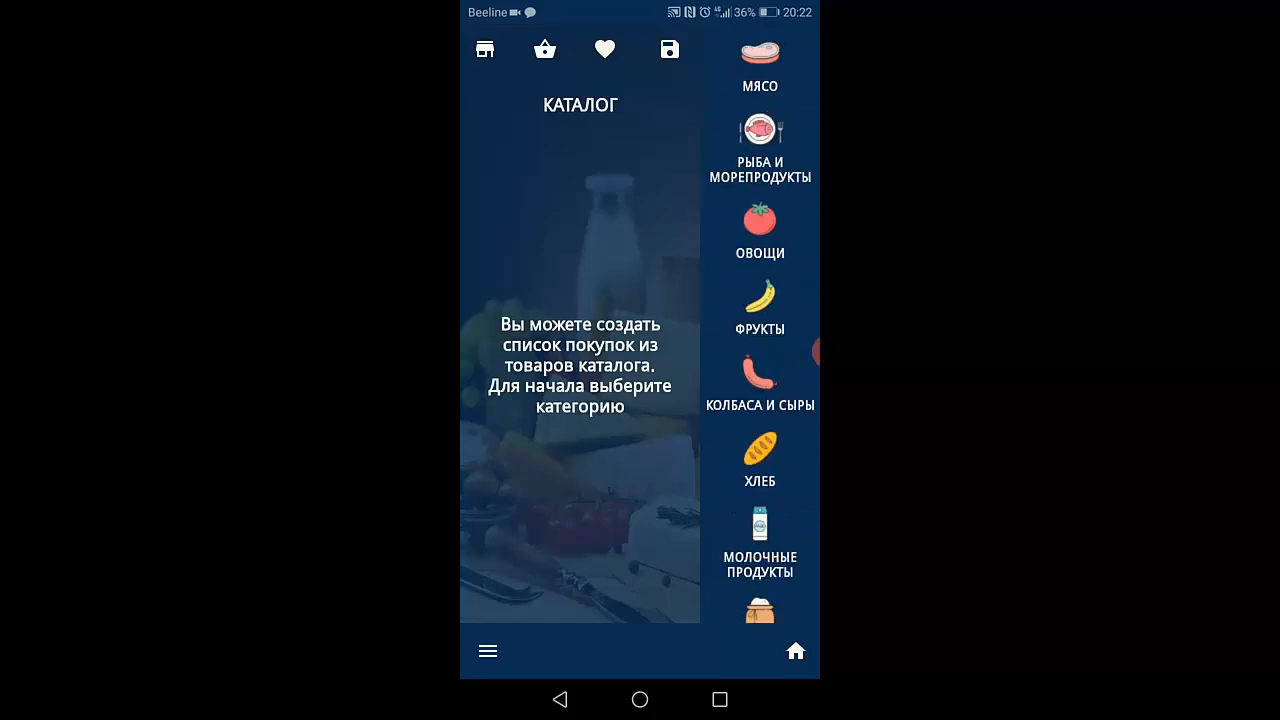 Beeline
4G
36%
20:22
КАТАЛОГ
Вы можете создать
список покупок из
товаров каталога.
Для начала выберите
категорию
МЯСО
РЫБА И
МОРЕПРОДУКТЫ
ОВОЩИ
ФРУКТЫ
КОЛБАСА И СЫРЫ
ХЛЕБ
МОЛОЧНЫЕ
ПРОДУКТЫ